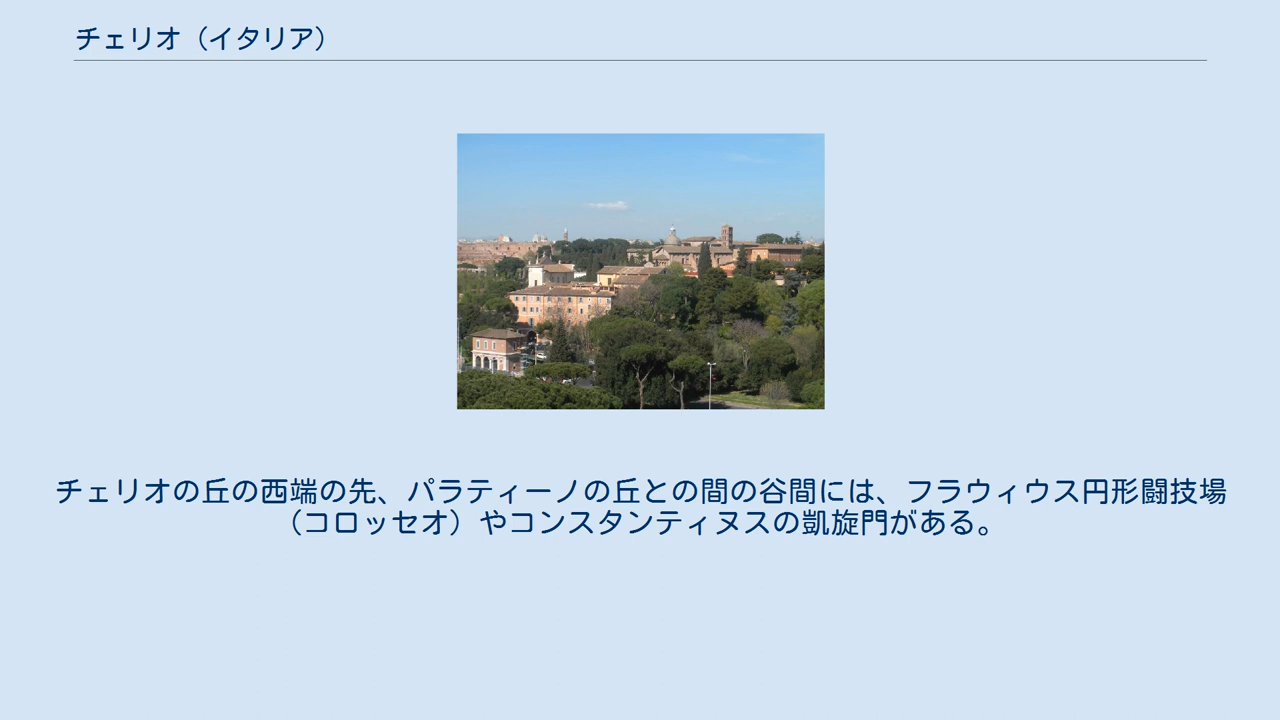 チェリオ（イタリア）
チェリオの丘の西端の先、パラティーノの丘との間の谷間には、フラウィウス円形闘技場
（コロッセオ）やコンスタンティヌスの凱旋門がある。